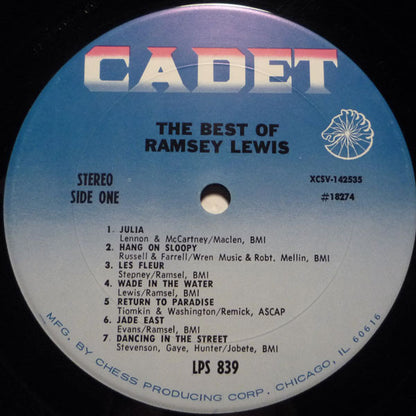 CADET
THE BEST OF
RAMSEY LEWIS
STEREO
SIDE ONE
XCSV-142535
#18274
1. JULIA
Lennon & McCartney/Maclen, BMI
2. HANG ON SLOOPY
Russell & Farrell/Wren Music & Robt. Mellin, BMI
3. LES FLEUR
Stepney/Ramsel, BMI
4. WADE IN THE WATER
Lewis/Ramsel, BMI
5 RETURN TO PARADISE
Tiomkin & Washington/Remick, ASCAP
6. JADE EAST
Evans/Ramsel, BMI
7 DANCING IN THE STREET
Stevenson, Gaye, Hunter/Jobete, BMI
LPS 839
MFG. BY CHESS PRODUCING CORP. CHICAGO, IL 60616